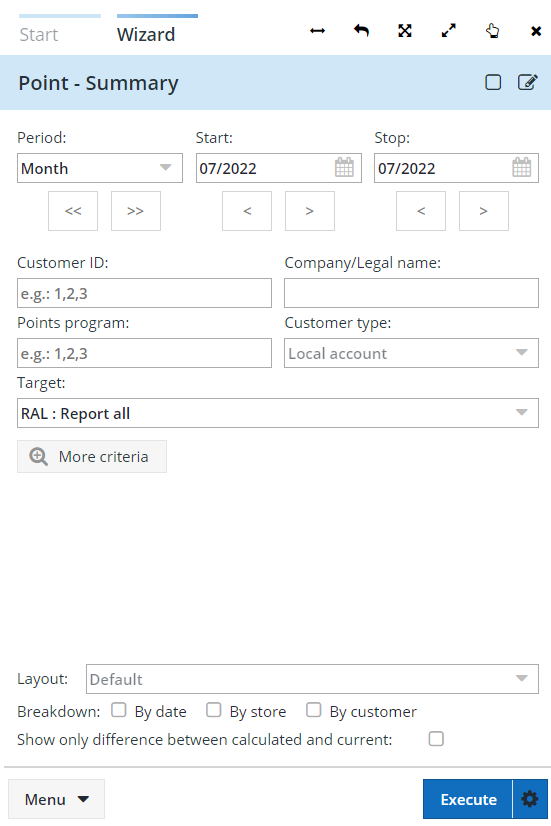 Start Wizard
Point - Summary
Period: Start: Stop:
Month 07/2022 07/2022
<< >> < > < >
Customer ID: Company/Legal name:
e.g.: 1,2,3
Points program: Customer type:
e.g.: 1,2,3 Local account
Target:
RAL : Report all
More criteria
Layout: Default
Breakdown: By date By store By customer
Show only difference between calculated and current:
Menu Execute